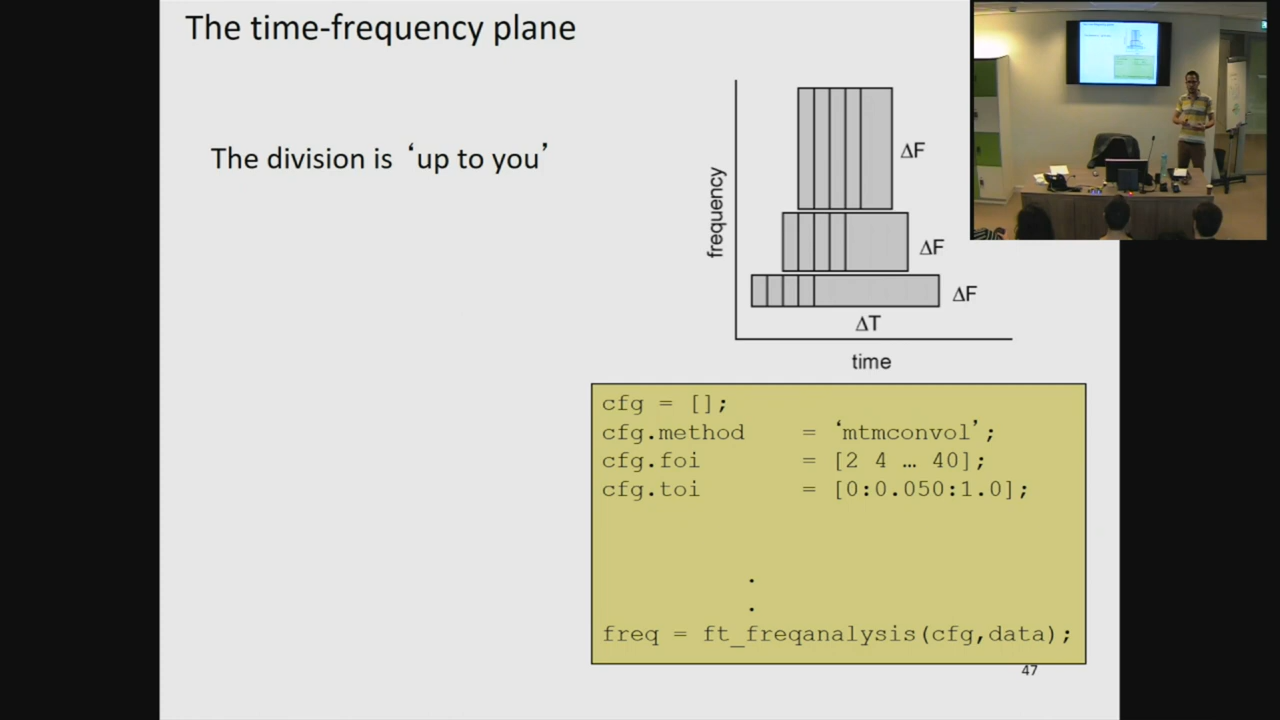 The time-frequency plane
The division is ‘up to you’
frequency
ΔF
ΔF
ΔF
ΔT
time
cfg = [];
cfg.method = ‘mtmconvol’;
cfg.foi = [2 4 … 40];
cfg.toi = [0:0.050:1.0];
.
.
freq = ft_freqanalysis(cfg,data);
47